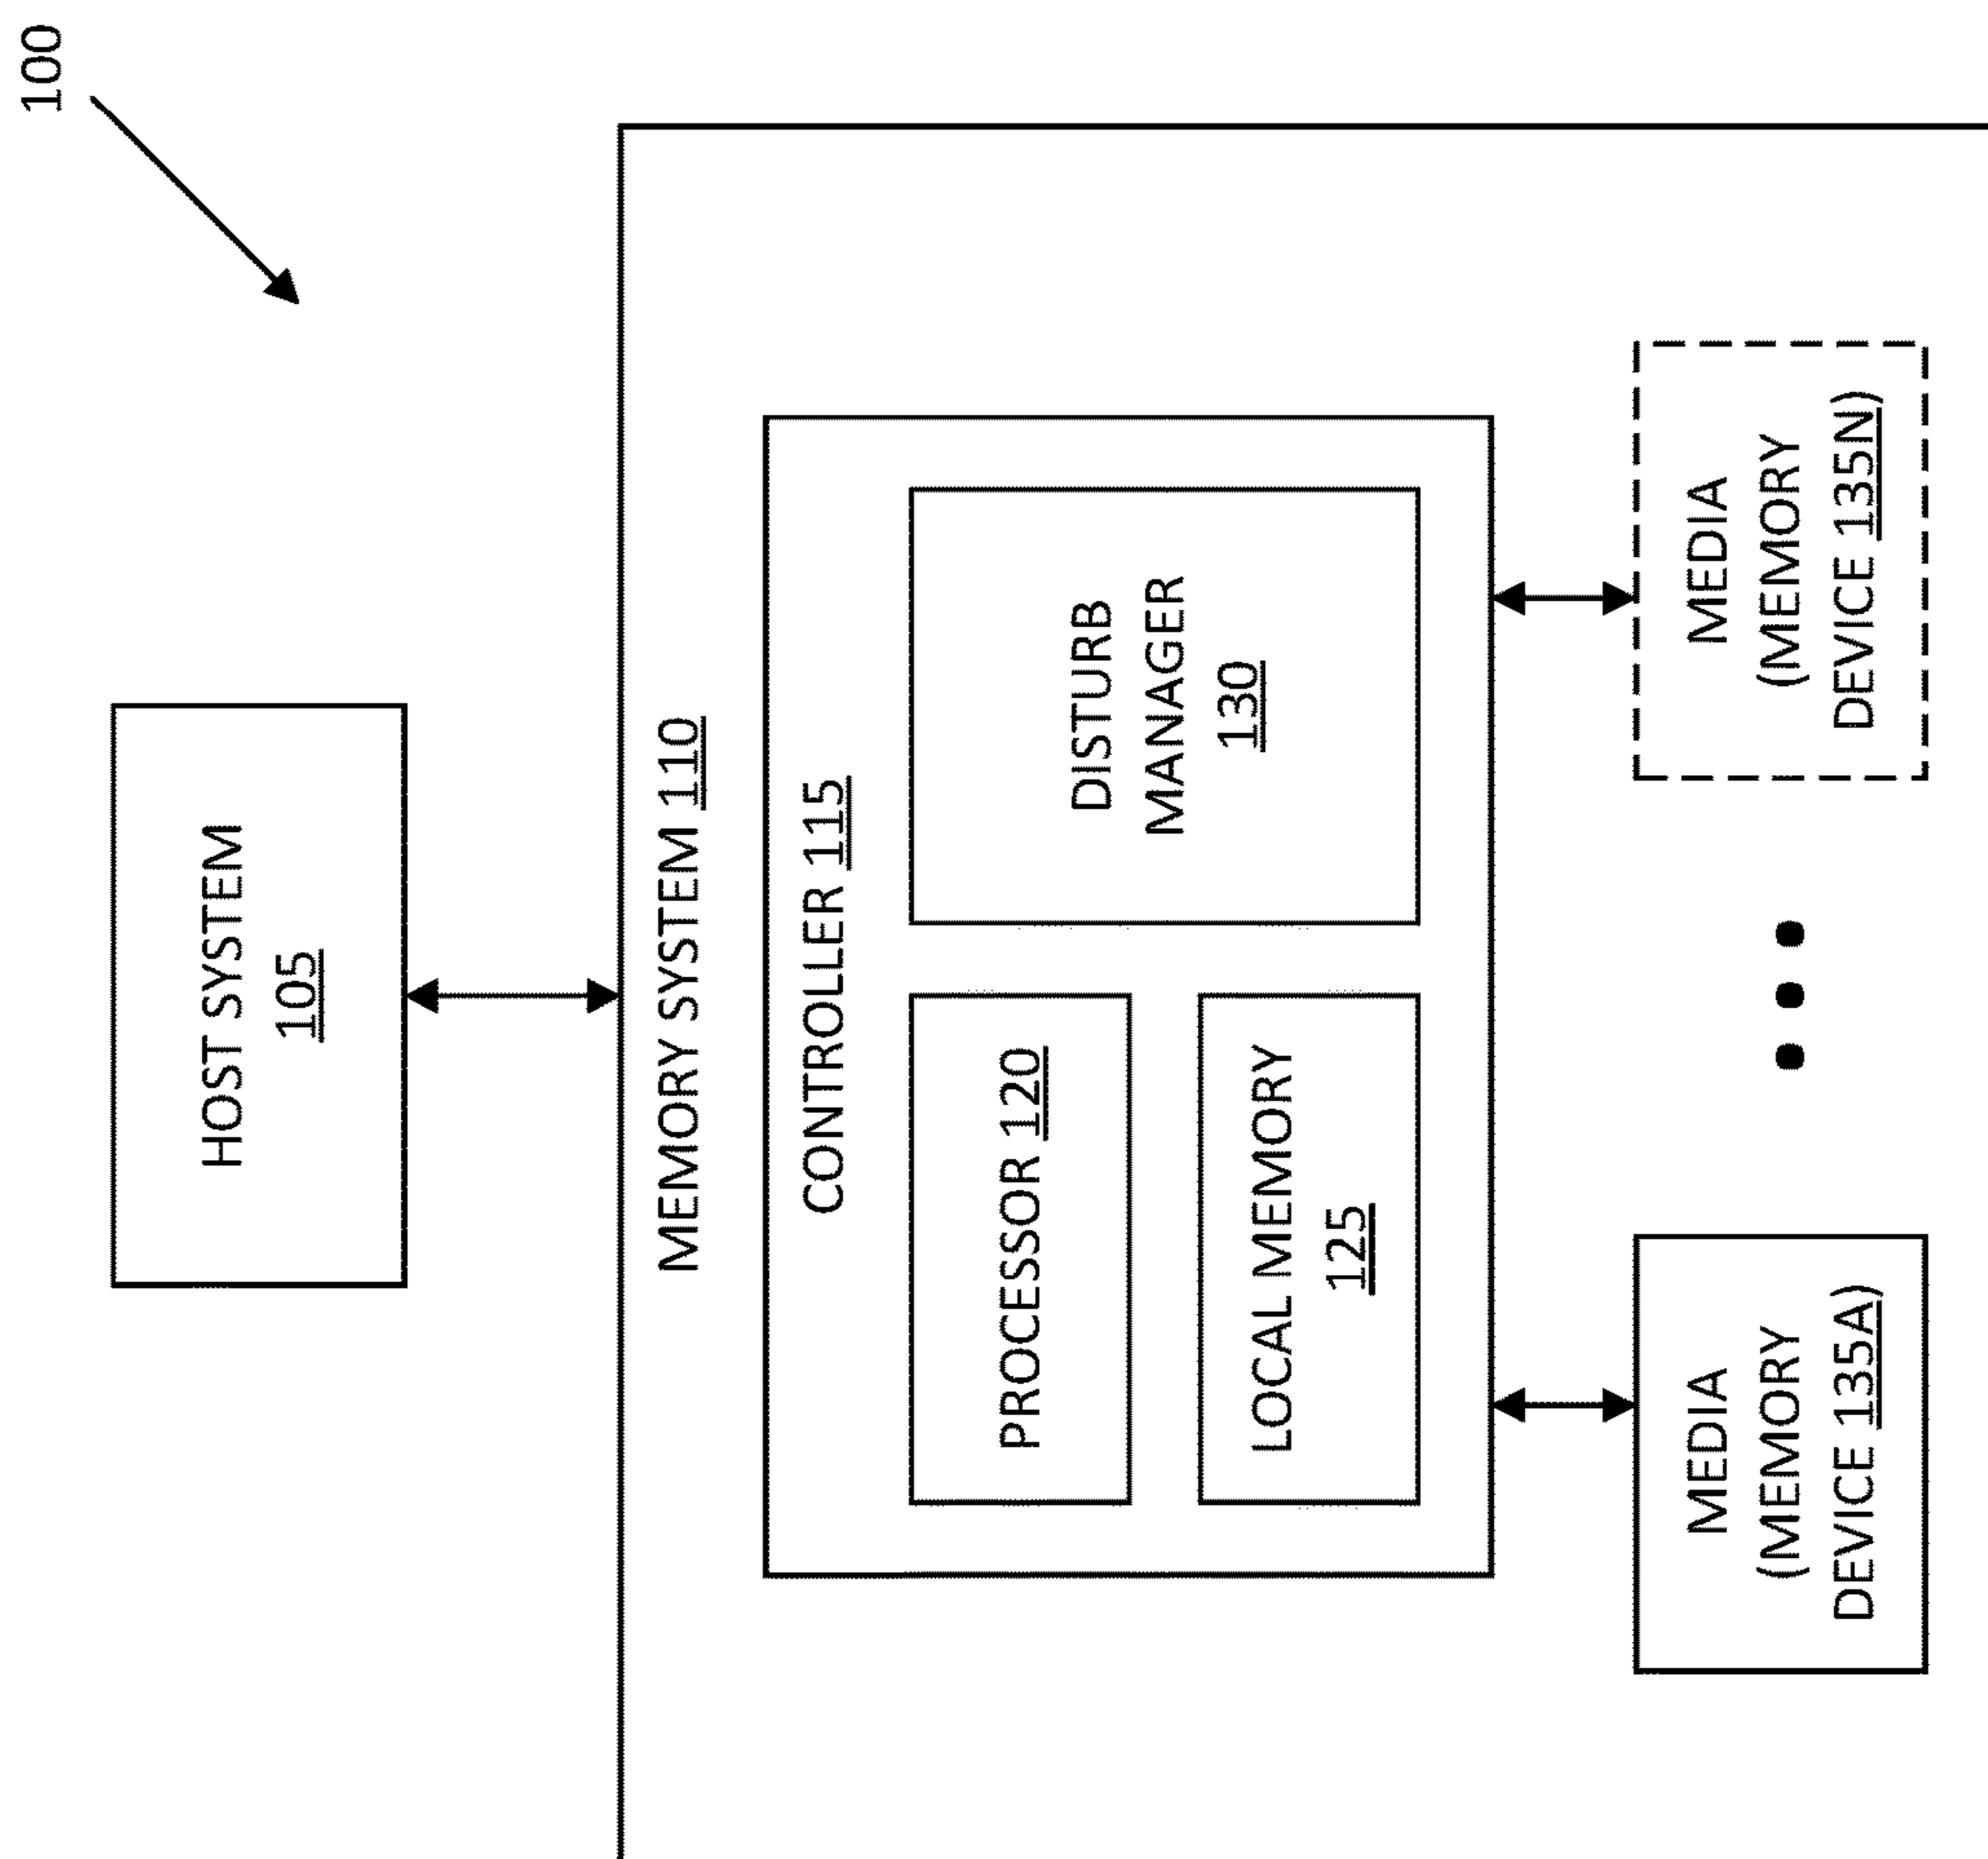 100
HOST SYSTEM
105
MEMORY SYSTEM 110
CONTROLLER 115
PROCESSOR 120
LOCAL MEMORY
125
DISTURB
MANAGER
130
MEDIA
(MEMORY
DEVICE 135A)
MEDIA
(MEMORY
DEVICE 135N)